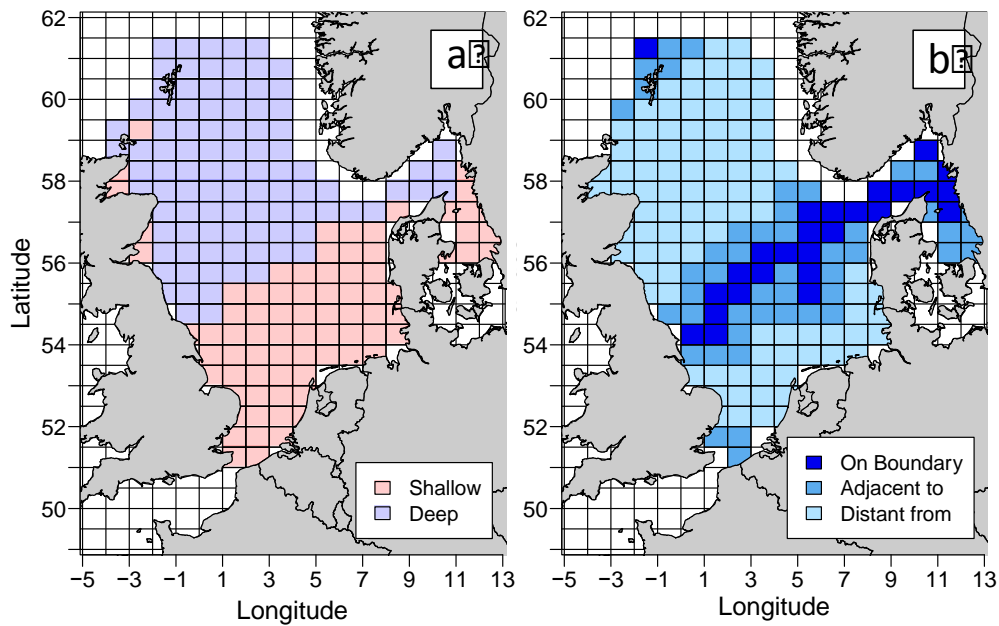 a
b
62
60
58
56
54
52
50
Latitude
Shallow
Deep
−5 −3 −1 1 3 5 7 9 11 13
Longitude
62
60
58
56
54
52
50
On Boundary
Adjacent to
Distant from
−5 −3 −1 1 3 5 7 9 11 13
Longitude